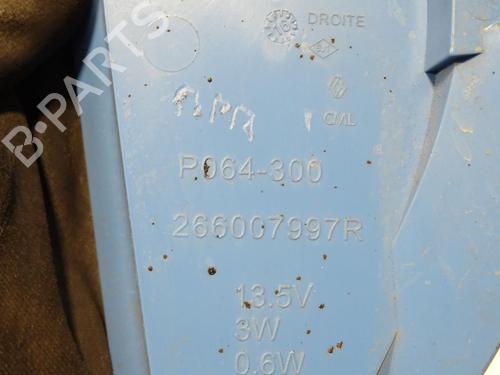 DROITE
CML
P064-300
266007997R
13.5V
3W
0.6W
B-PARTS